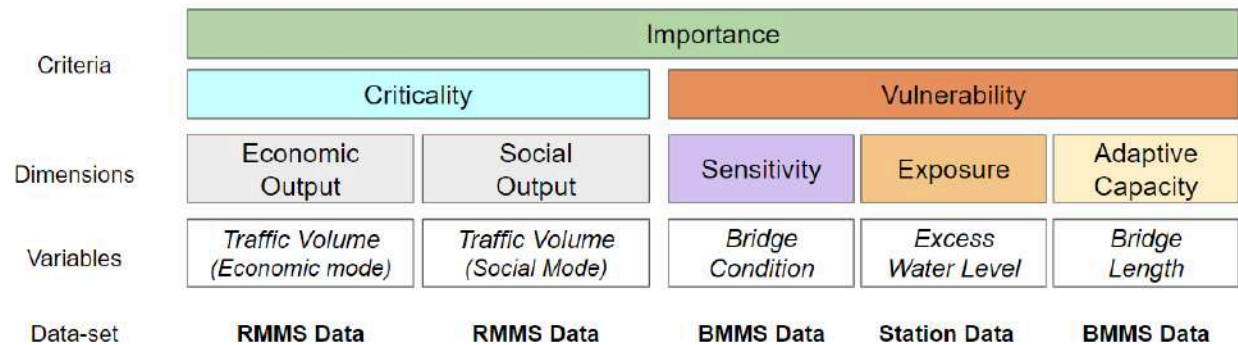 Importance
Criteria
Criticality
Vulnerability
Dimensions
Economic
Output
Social
Output
Sensitivity
Exposure
Adaptive
Capacity
Variables
Traffic Volume
(Economic mode)
Traffic Volume
(Social Mode)
Bridge
Condition
Excess
Water Level
Bridge
Length
Data-set
RMMS Data
RMMS Data
BMMS Data
Station Data
BMMS Data